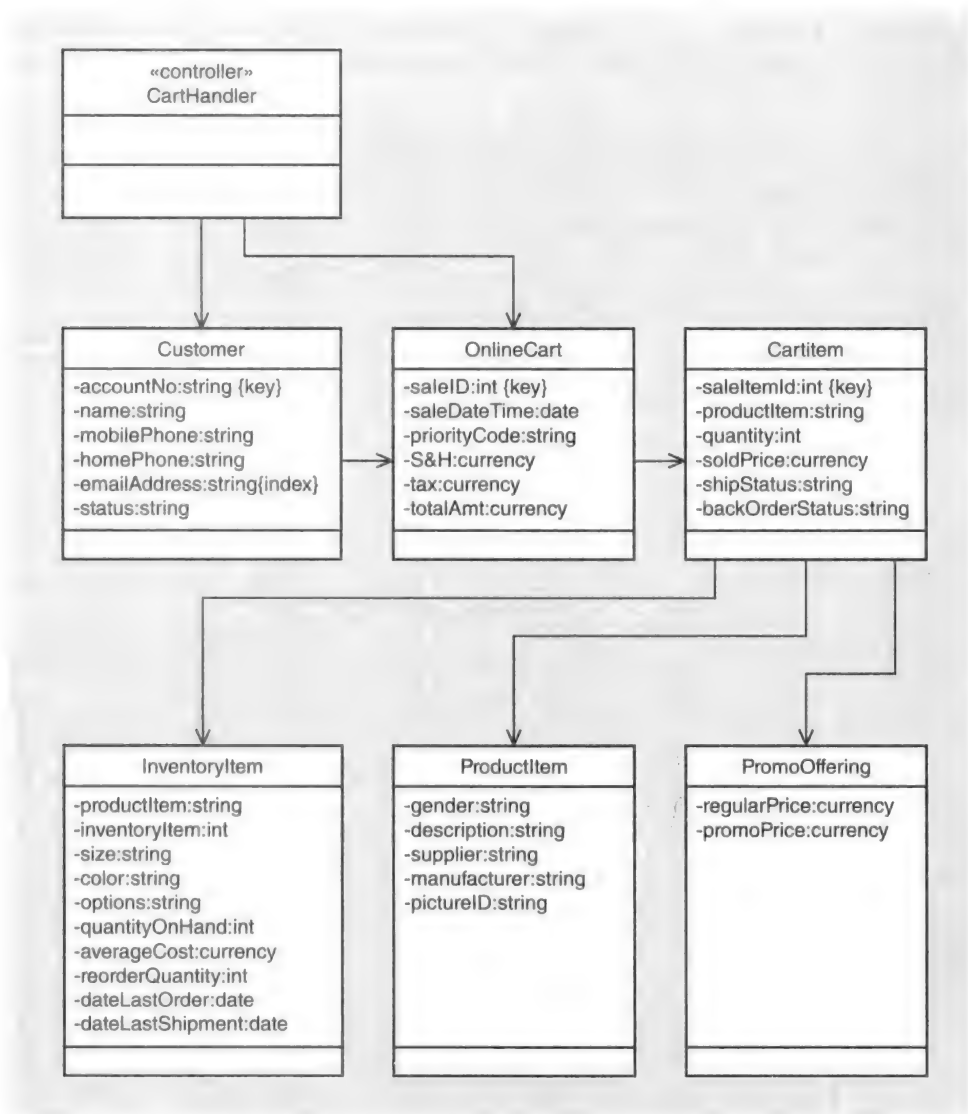 «controller»
CartHandler
Customer
-accountNo:string {key}
-name:string
-mobilePhone:string
-homePhone:string
-emailAddress:string{index}
-status:string
OnlineCart
-saleID:int {key}
-saleDateTime:date
-priorityCode:string
-S&H:currency
-tax:currency
-totalAmt:currency
Cartitem
-saleItemId:int {key}
-productItem:string
-quantity:int
-soldPrice:currency
-shipStatus:string
-backOrderStatus:string
InventoryItem
-productItem:string
-inventoryItem:int
-size:string
-color:string
-options:string
-quantityOnHand:int
-averageCost:currency
-reorderQuantity:int
-dateLastOrder:date
-dateLastShipment:date
ProductItem
-gender:string
-description:string
-supplier:string
-manufacturer:string
-pictureID:string
PromoOffering
-regularPrice:currency
-promoPrice:currency